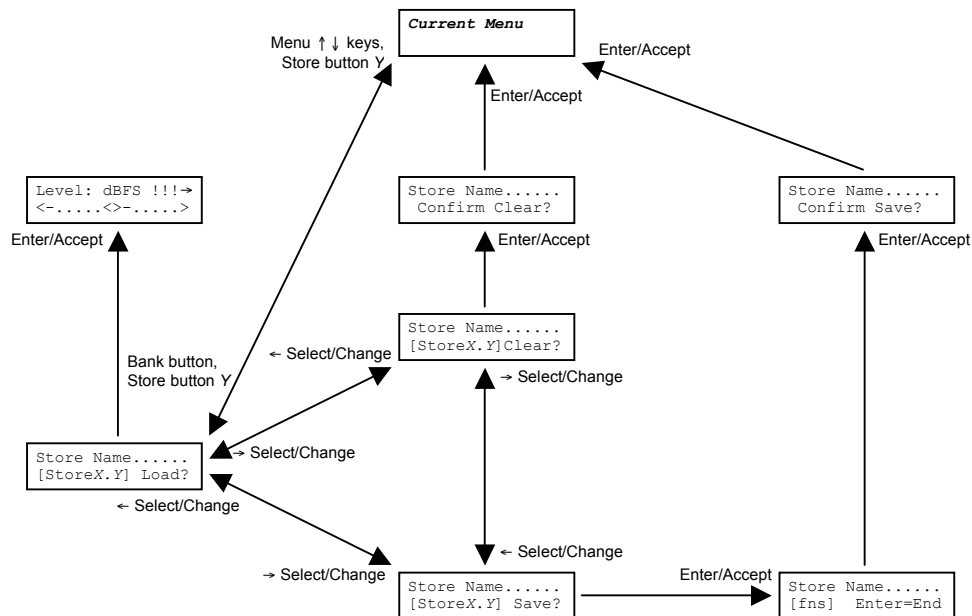 Current Menu
Menu ↑↓ keys,
Store button Y
Enter/Accept
Enter/Accept
Level: dBFS !!!→
<-.....<>-.....>
Store Name......
Confirm Clear?
Store Name......
Confirm Save?
Enter/Accept
Enter/Accept
Enter/Accept
Store Name......
[StoreX.Y]Clear?
← Select/Change
Bank button,
Store button Y
→ Select/Change
Store Name......
[StoreX.Y] Load?
→ Select/Change
← Select/Change
← Select/Change
→ Select/Change
Enter/Accept
Store Name......
[StoreX.Y] Save?
Store Name......
[fns] Enter=End